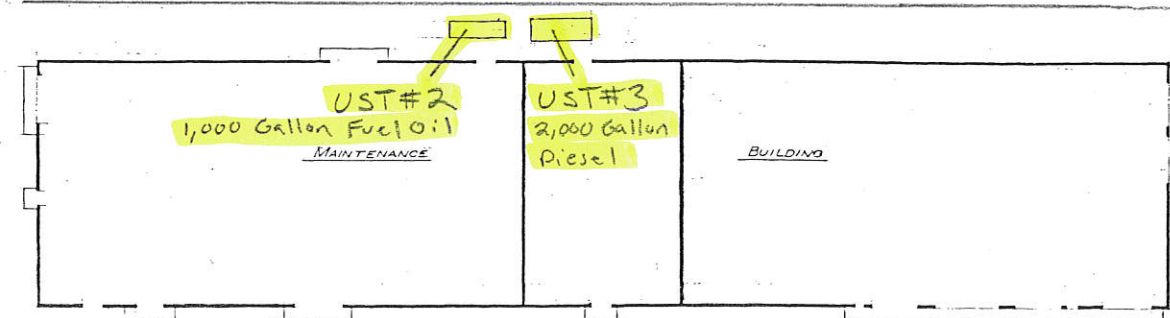 UST#2
1,000 Gallon Fuel Oil
UST#3
2,000 Gallon
Diesel
MAINTENANCE
BUILDING